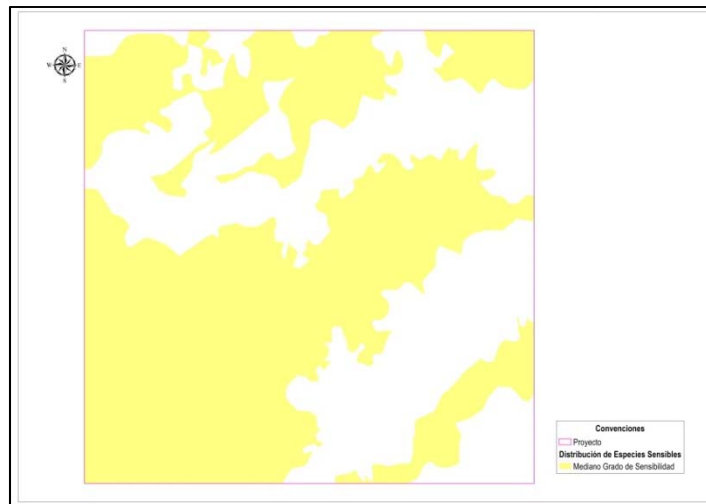 N
W E
S
Convenciones
Proyecto
Distribución de Especies Sensibles
Mediano Grado de Sensibilidad